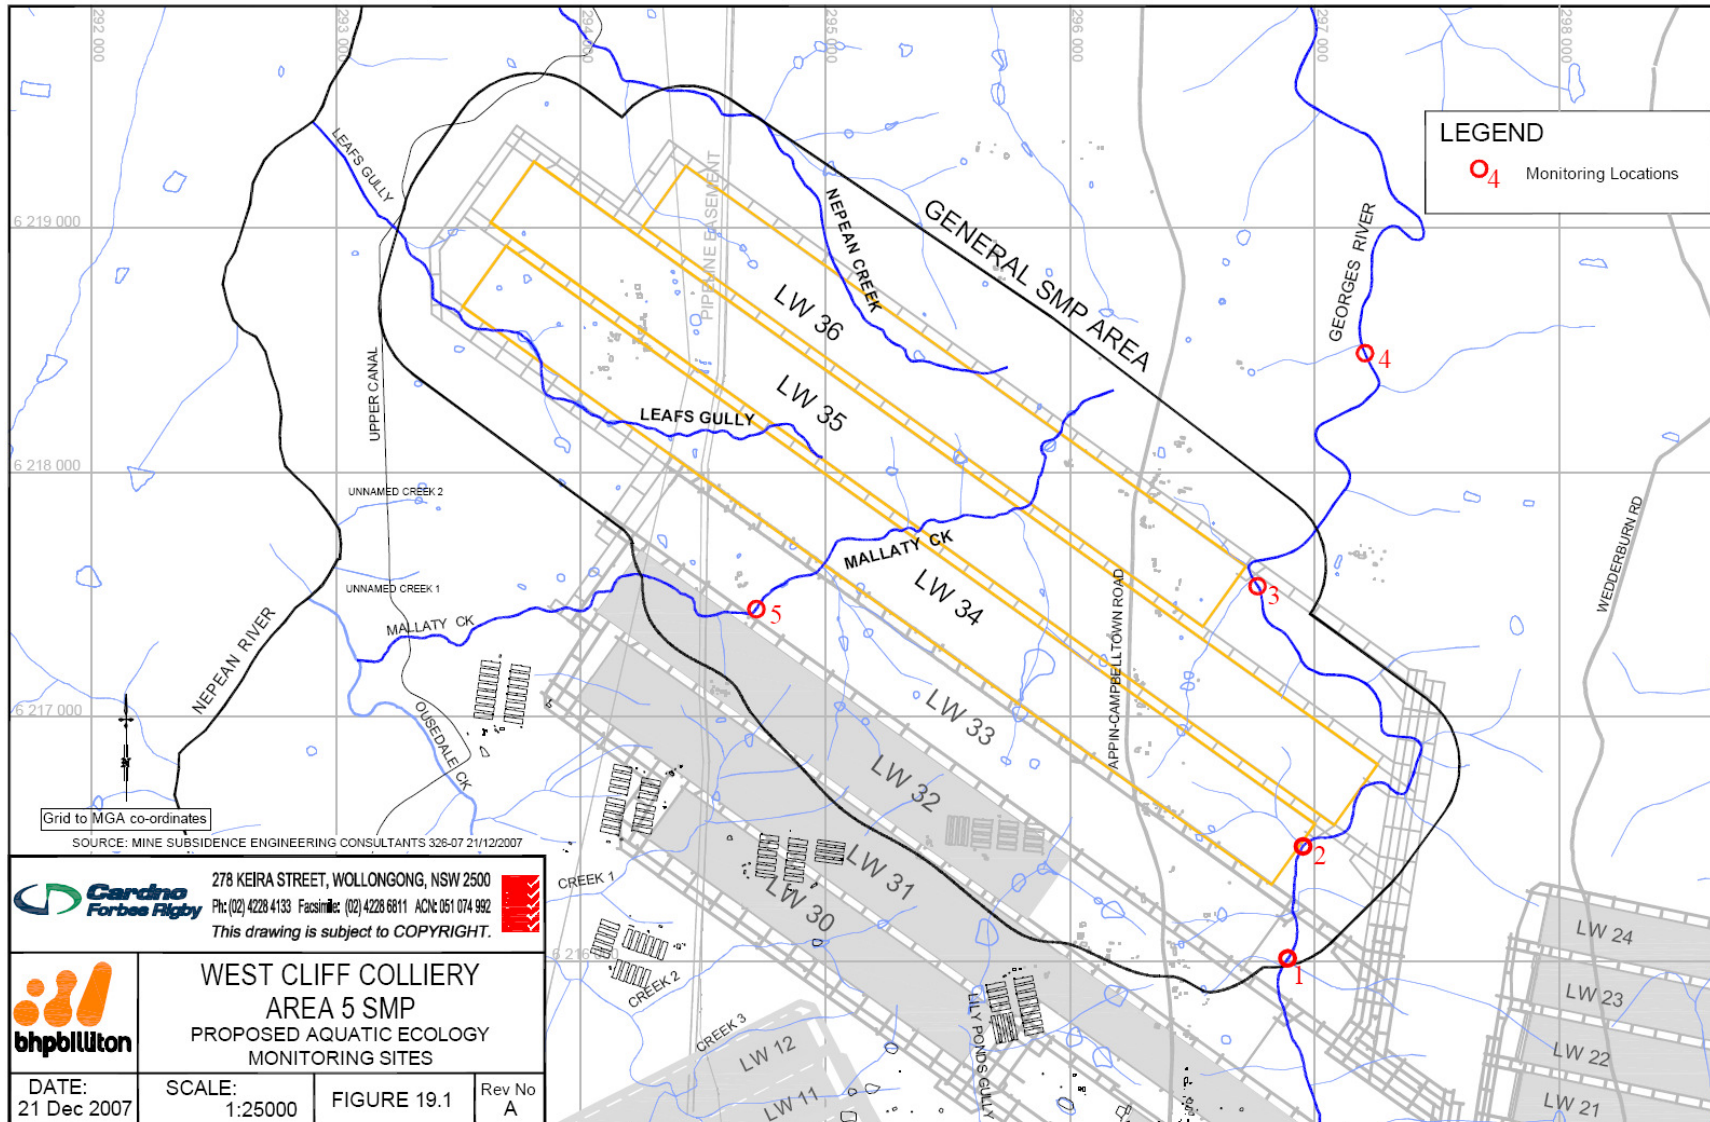 292 000
293 000
294 000
295 000
296 000
297 000
298 000
LEGEND
4 Monitoring Locations
LEAFS GULLY
PIPELINE EASEMENT
NEPEAN CREEK
GENERAL SMP AREA
GEORGES RIVER
6 219 000
LW 36
4
UPPER CANAL
LW 35
LEAFS GULLY
6 218 000
UNNAMED CREEK 2
MALLATY CK
WEDDERBURN RD
UNNAMED CREEK 1
LW 34
3
5
APPIN-CAMPBELLTOWN ROAD
MALLATY CK
NEPEAN RIVER
6 217 000
OUSEDALE CK
LW 33
N
LW 32
Grid to MGA co-ordinates
SOURCE: MINE SUBSIDENCE ENGINEERING CONSULTANTS 326-07 21/12/2007
2
LW 31
CREEK 1
LW 30
LW 24
1
CREEK 2
LW 23
LILY PONDS GULLY
CREEK 3
LW 12
LW 22
LW 11
LW 21
Cardno
Forbes Rigby
278 KEIRA STREET, WOLLONGONG, NSW 2500
Ph: (02) 4228 4133 Facsimile: (02) 4228 6811 ACN: 051 074 992
This drawing is subject to COPYRIGHT.
bhpbilliton
WEST CLIFF COLLIERY
AREA 5 SMP
PROPOSED AQUATIC ECOLOGY
MONITORING SITES
DATE:
21 Dec 2007
SCALE:
1:25000
FIGURE 19.1
Rev No
A